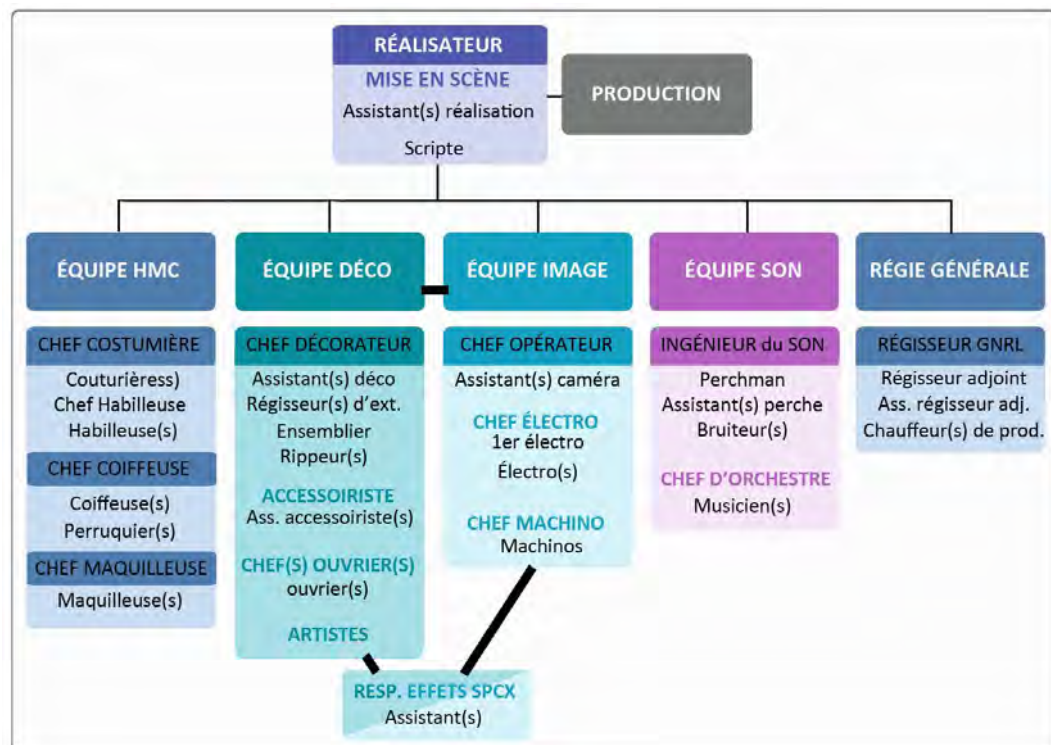 RÉALISATEUR
MISE EN SCÈNE
Assistant(s) réalisation
Scripte
PRODUCTION
ÉQUIPE HMC
CHEF COSTUMIÈRE
Couturièress)
Chef Habilleuse
Habilleuse(s)
CHEF COIFFEUSE
Coiffeuse(s)
Perruquier(s)
CHEF MAQUILLEUSE
Maquilleuse(s)
ÉQUIPE DÉCO
CHEF DÉCORATEUR
Assistant(s) déco
Régisseur(s) d’ext.
Ensemblier
Rippeur(s)
ACCESSOIRISTE
Ass. accessoiriste(s)
CHEF(S) OUVRIER(S)
ouvrier(s)
ARTISTES
ÉQUIPE IMAGE
CHEF OPÉRATEUR
Assistant(s) caméra
CHEF ÉLECTRO
1er électro
Électro(s)
CHEF MACHINO
Machinos
RESP. EFFETS SPCX
Assistant(s)
ÉQUIPE SON
INGÉNIEUR du SON
Perchman
Assistant(s) perche
Bruiteur(s)
CHEF D’ORCHESTRE
Musicien(s)
RÉGIE GÉNÉRALE
RÉGISSEUR GNRL
Régisseur adjoint
Ass. régisseur adj.
Chauffeur(s) de prod.